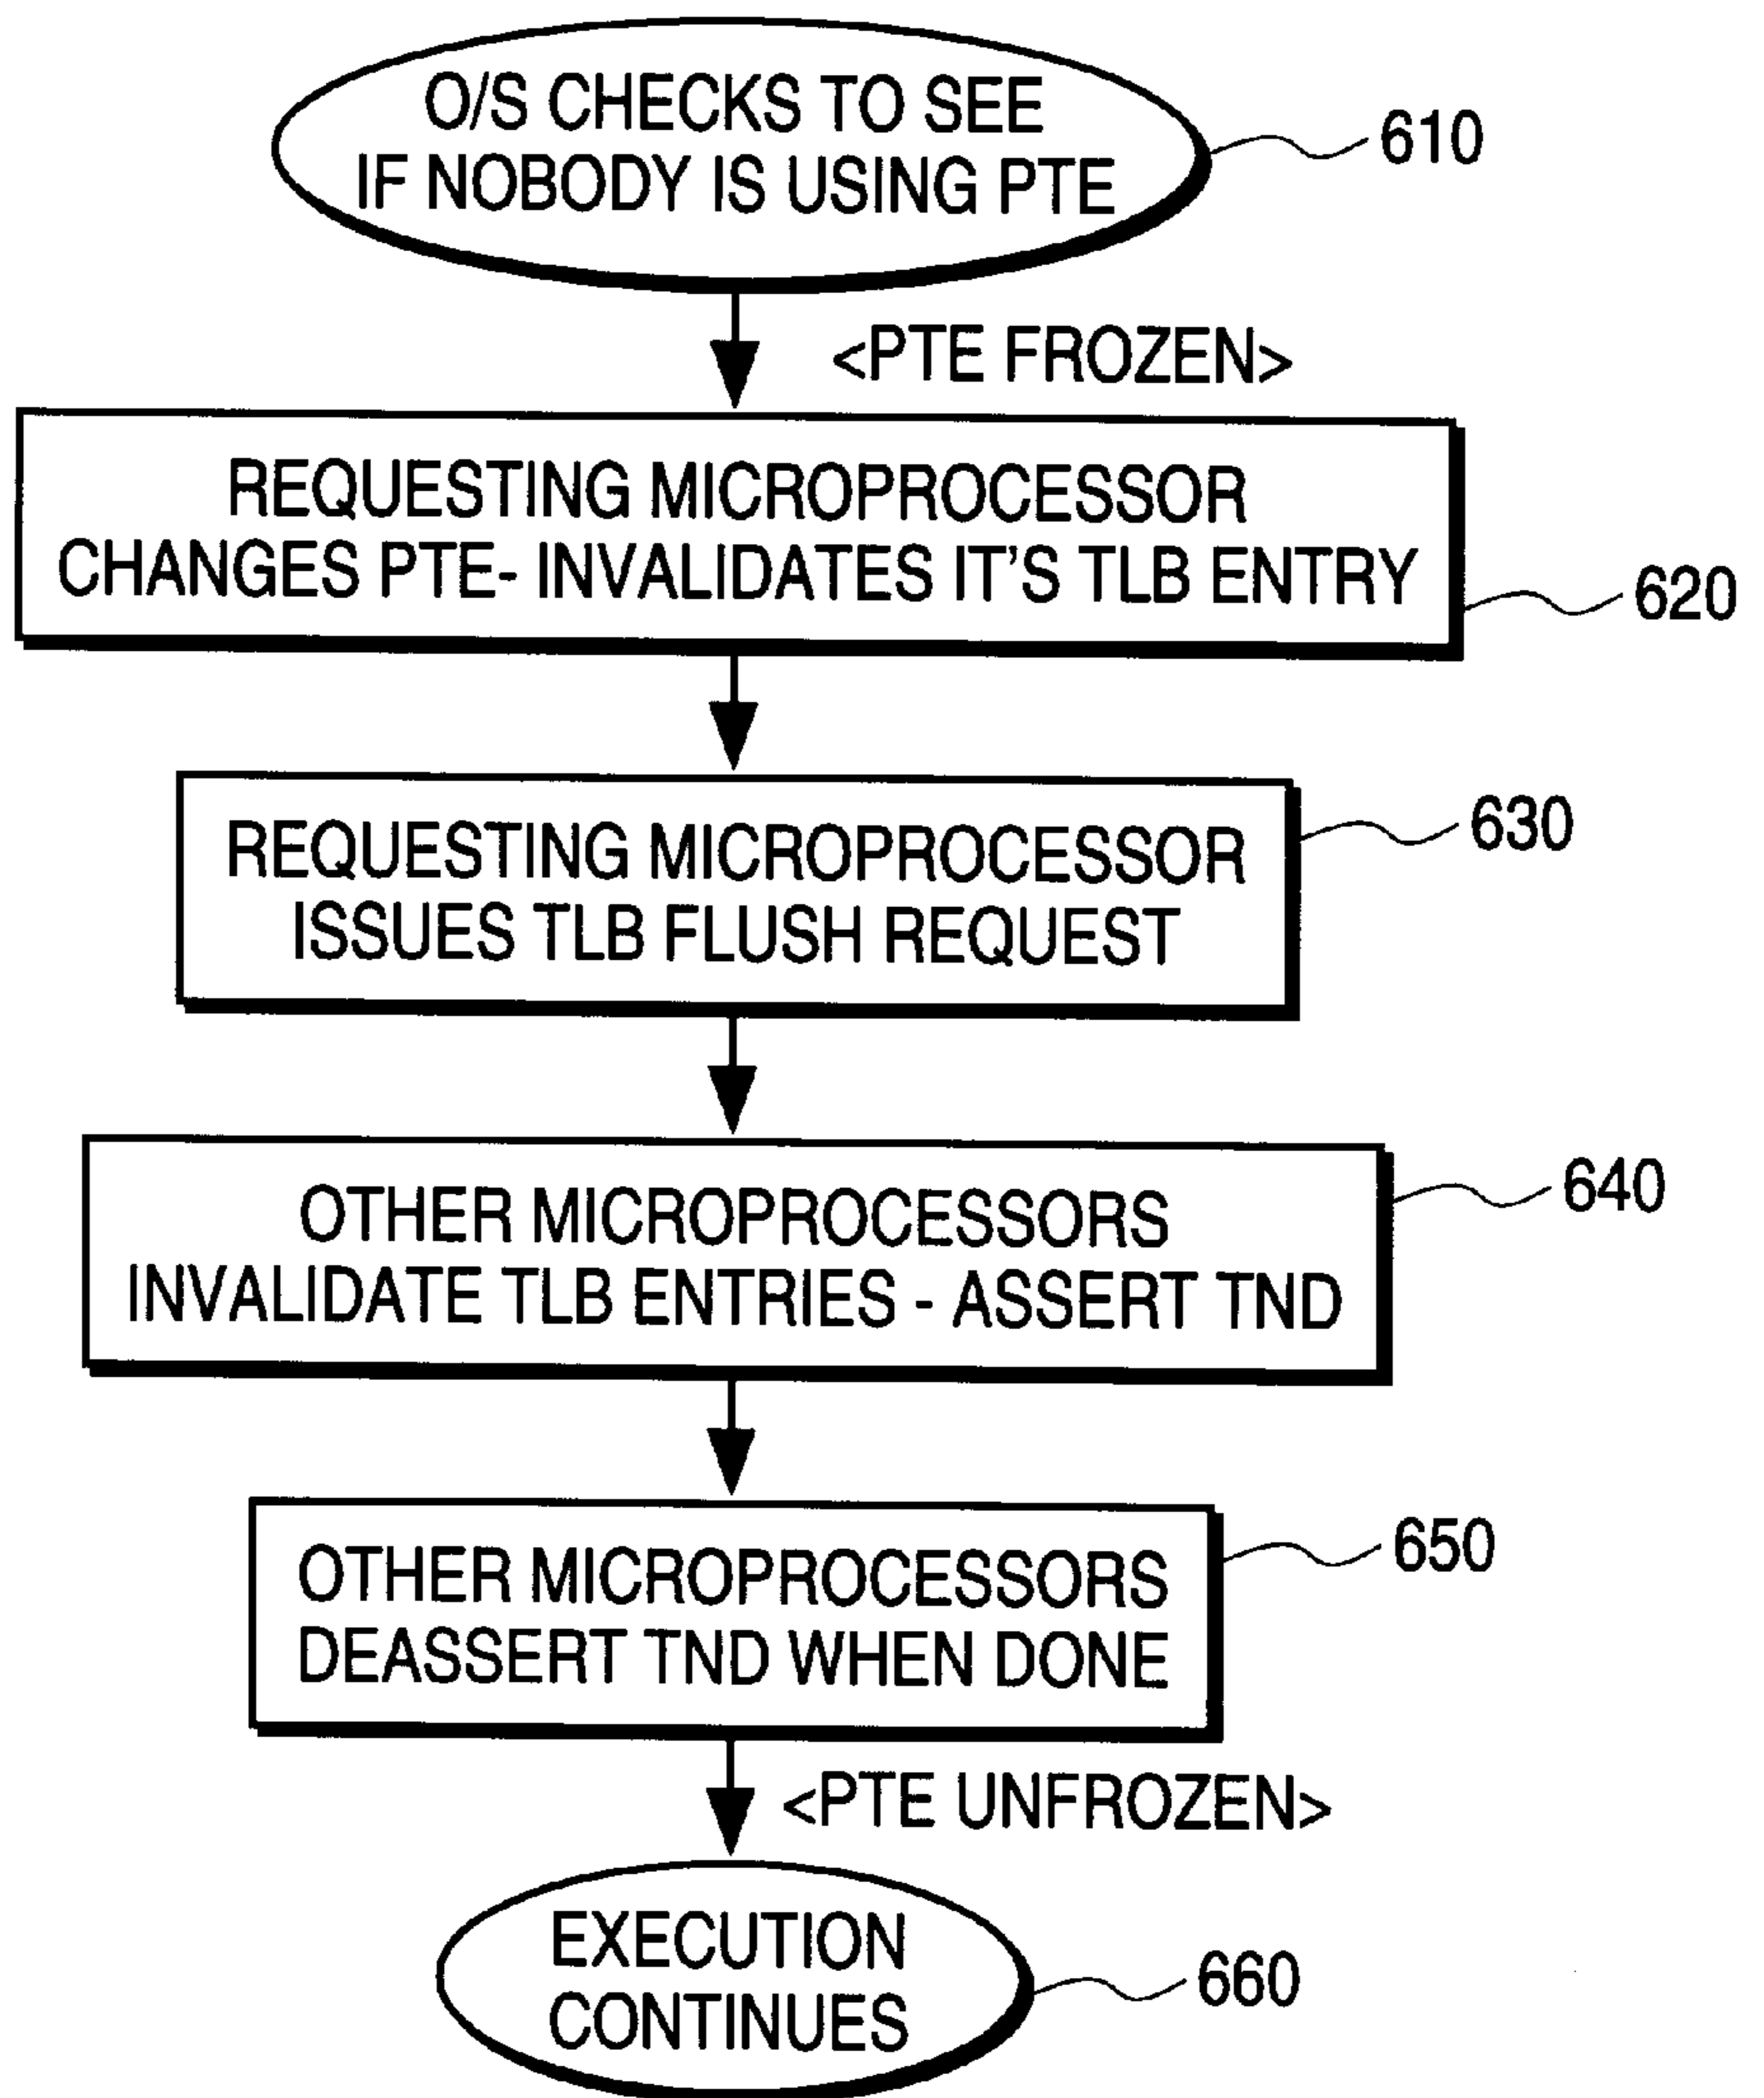 O/S CHECKS TO SEE
IF NOBODY IS USING PTE
610
<PTE FROZEN>
REQUESTING MICROPROCESSOR
CHANGES PTE- INVALIDATES IT'S TLB ENTRY
620
REQUESTING MICROPROCESSOR
ISSUES TLB FLUSH REQUEST
630
OTHER MICROPROCESSORS
INVALIDATE TLB ENTRIES - ASSERT TND
640
OTHER MICROPROCESSORS
DEASSERT TND WHEN DONE
650
<PTE UNFROZEN>
EXECUTION
CONTINUES
660